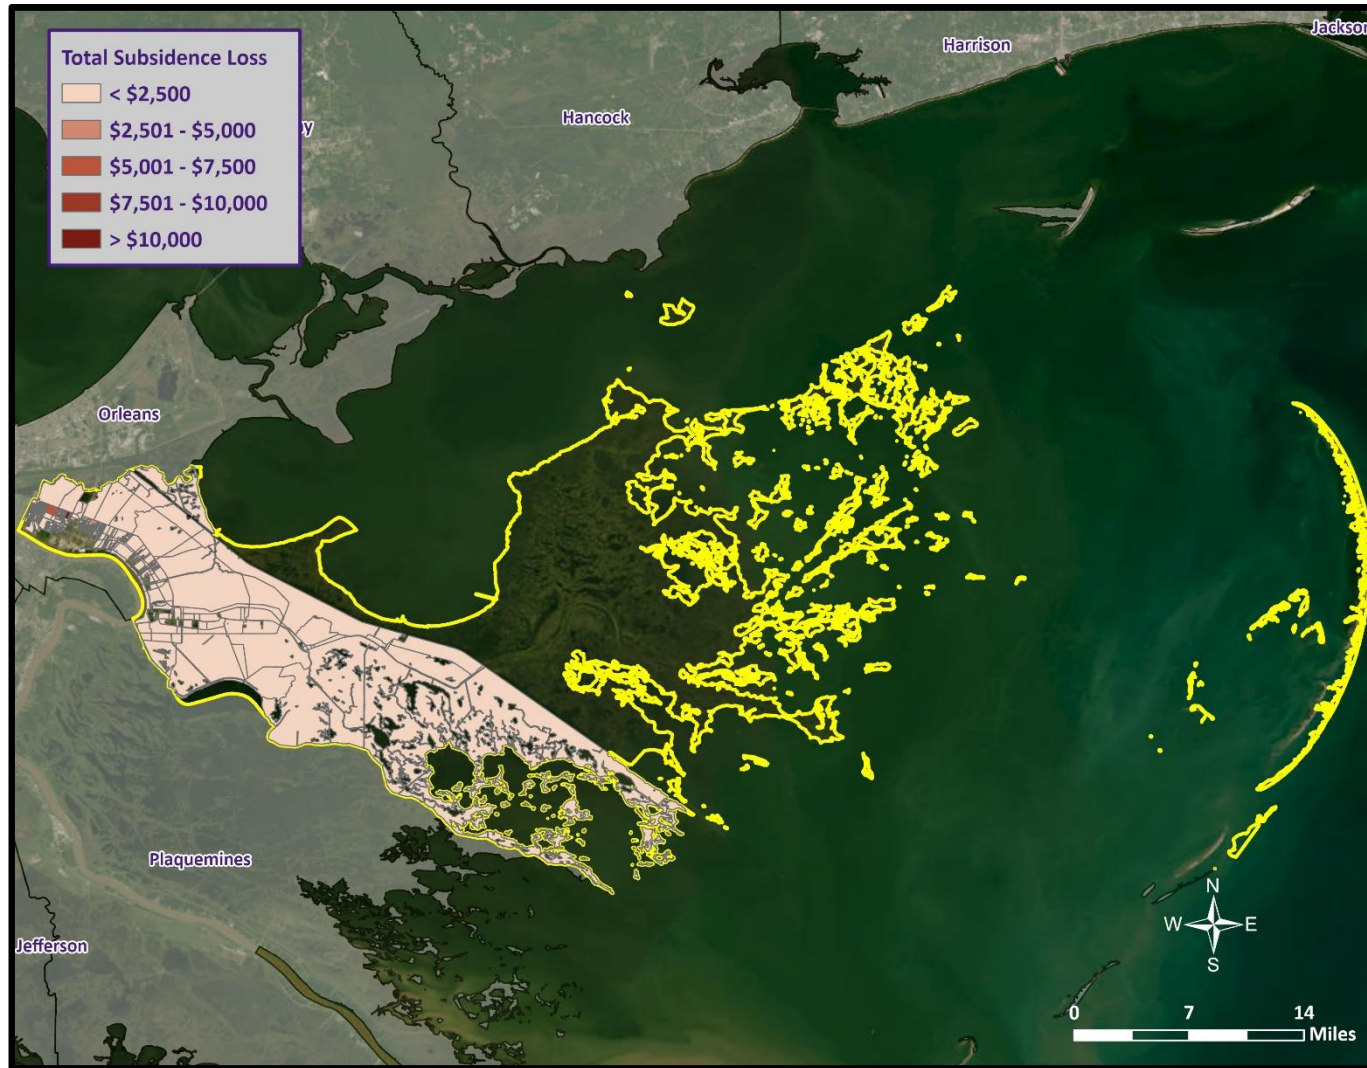 Jackson
Harrison
Total Subsidence Loss
< $2,500
$2,501 - $5,000
y
$5,001 - $7,500
$7,501 - $10,000
> $10,000
Hancock
Orleans
Plaquemines
Jefferson
N
W E
S
0 7 14
Miles